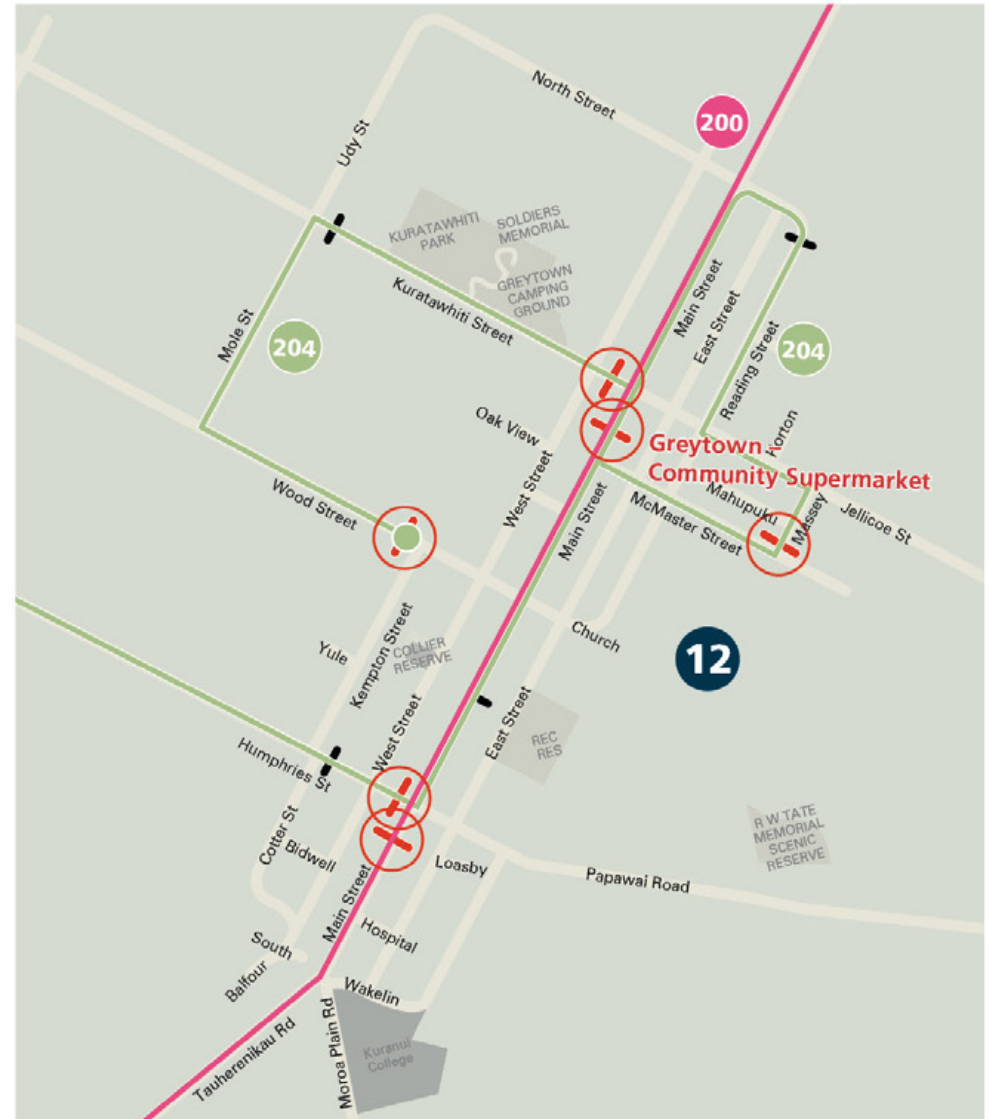 North Street
200
Udy St
KURATAWHITI
PARK
SOLDIERS
MEMORIAL
GREYTOWN
CAMPING
GROUND
Main Street
East Street
Kuratawhiti Street
Mole St
204
Reading Street
204
Oak View
West Street
Horton
Greytown
Community Supermarket
Mahupuku
Massey
Jellicoe St
McMaster Street
Wood Street
Main Street
Church
12
Yule
Kempton Street
COLLIER
RESERVE
West Street
East Street
REC
RES
Humphries St
Cotter St
Bidwell
Loasby
Papawai Road
R W TATE
MEMORIAL
SCENIC
RESERVE
Main Street
Hospital
South
Balfour
Wakelin
Tauherenikau Rd
Moroa Plain Rd
Kuranui
College